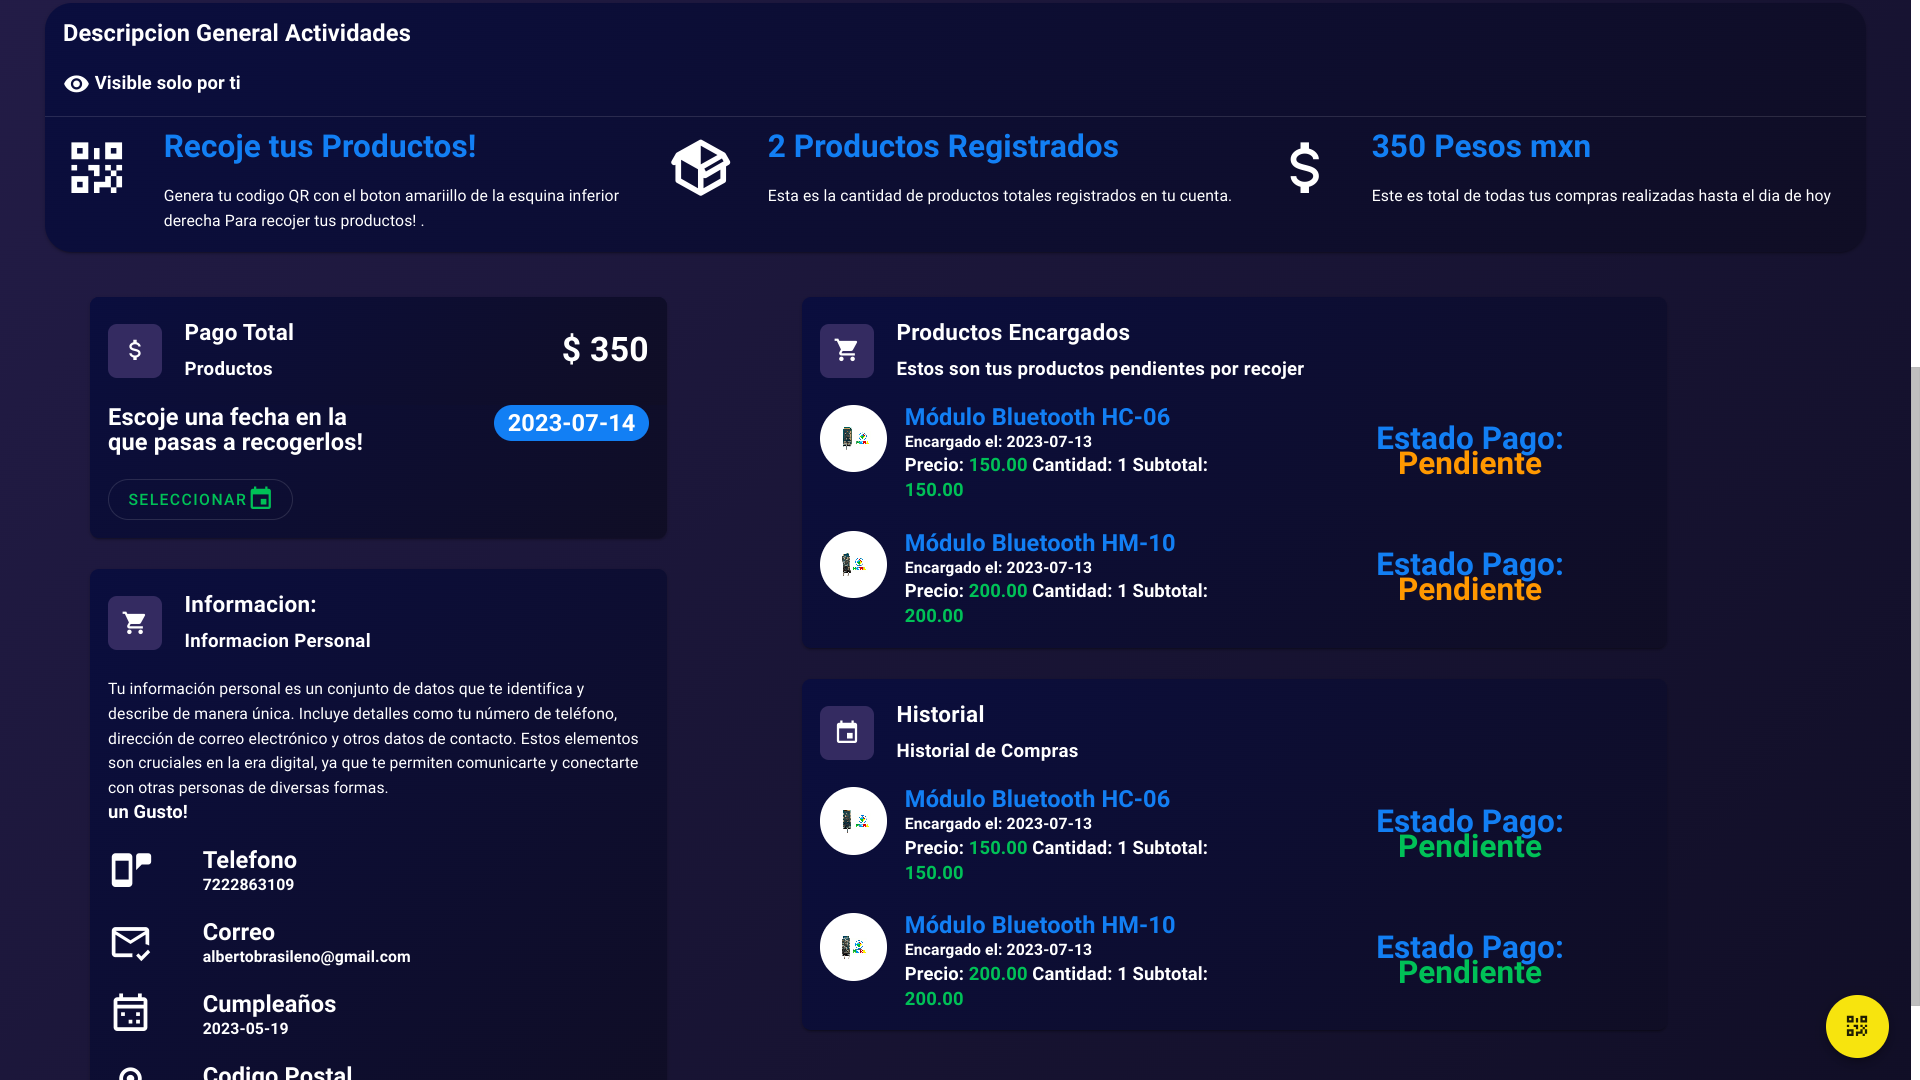 Descripcion General Actividades
Visible solo por ti
Recoje tus Productos!
Genera tu codigo QR con el boton amariillo de la esquina inferior
derecha Para recojer tus productos! .
2 Productos Registrados
Esta es la cantidad de productos totales registrados en tu cuenta.
350 Pesos mxn
Este es total de todas tus compras realizadas hasta el dia de hoy
Pago Total
Productos
$ 350
Escoje una fecha en la
que pasas a recogerlos!
2023-07-14
SELECCIONAR
Informacion:
Informacion Personal
Tu información personal es un conjunto de datos que te identifica y
describe de manera única. Incluye detalles como tu número de teléfono,
dirección de correo electrónico y otros datos de contacto. Estos elementos
son cruciales en la era digital, ya que te permiten comunicarte y conectarte
con otras personas de diversas formas.
un Gusto!
Telefono
7222863109
Correo
albertobrasileno@gmail.com
Cumpleaños
2023-05-19
Codigo Postal
Productos Encargados
Estos son tus productos pendientes por recojer
Módulo Bluetooth HC-06
Encargado el: 2023-07-13
Precio: 150.00 Cantidad: 1 Subtotal:
150.00
Estado Pago:
Pendiente
Módulo Bluetooth HM-10
Encargado el: 2023-07-13
Precio: 200.00 Cantidad: 1 Subtotal:
200.00
Estado Pago:
Pendiente
Historial
Historial de Compras
Módulo Bluetooth HC-06
Encargado el: 2023-07-13
Precio: 150.00 Cantidad: 1 Subtotal:
150.00
Estado Pago:
Pendiente
Módulo Bluetooth HM-10
Encargado el: 2023-07-13
Precio: 200.00 Cantidad: 1 Subtotal:
200.00
Estado Pago:
Pendiente